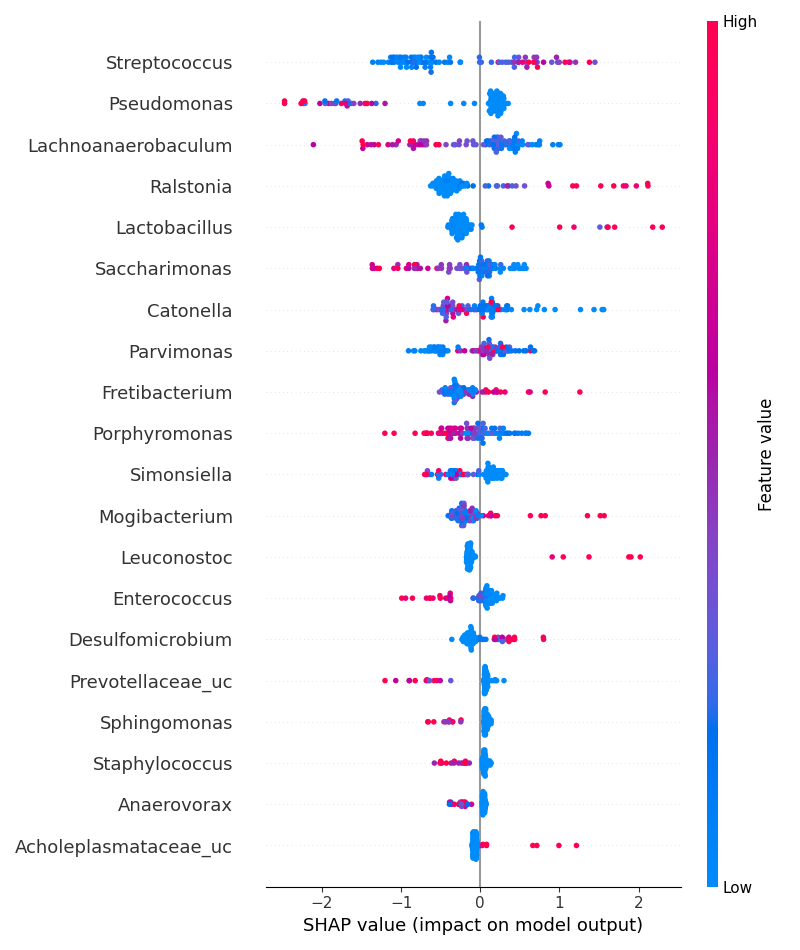 High
Streptococcus
Pseudomonas
Lachnoanaerobaculum
Ralstonia
Lactobacillus
Saccharimonas
Catonella
Parvimonas
Fretibacterium
Porphyromonas
Simonsiella
Mogibacterium
Leuconostoc
Enterococcus
Desulfomicrobium
Prevotellaceae_uc
Sphingomonas
Staphylococcus
Anaerovorax
Acholeplasmataceae_uc
Feature value
Low
−2 −1 0 1 2
SHAP value (impact on model output)